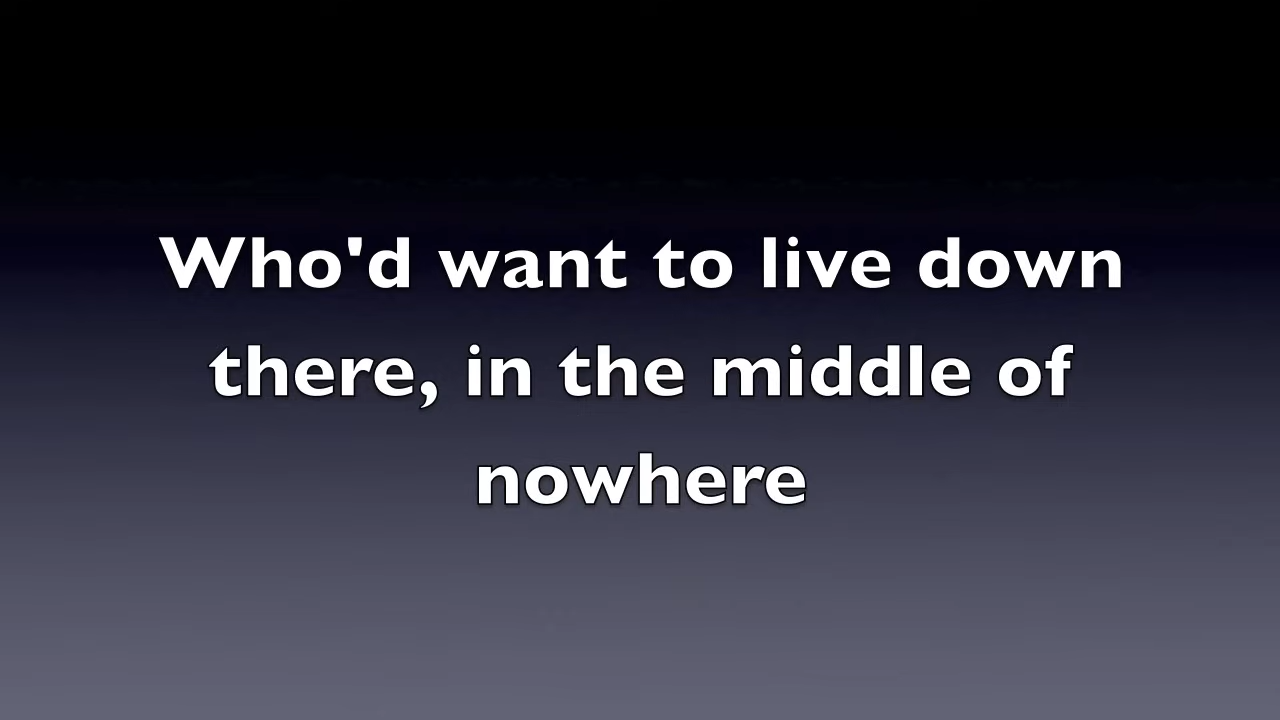 Who'd want to live down
there, in the middle of
nowhere